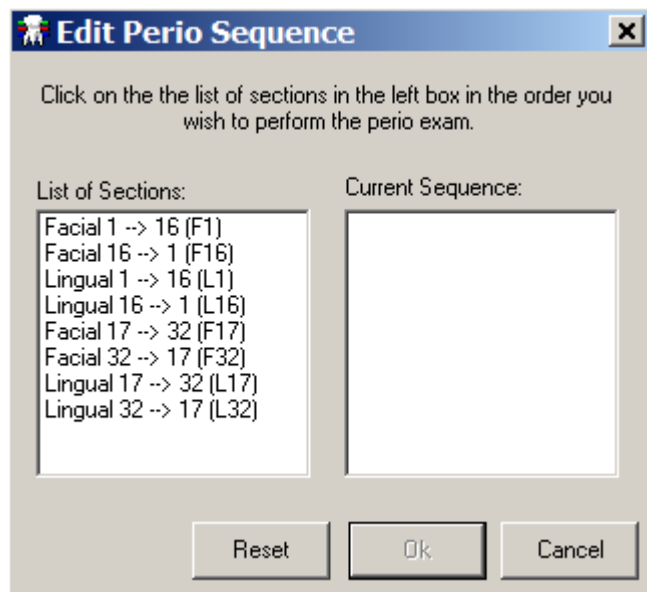 Edit Perio Sequence
Click on the the list of sections in the left box in the order you
wish to perform the perio exam.
List of Sections:
Current Sequence:
Facial 1 --> 16 (F1)
Facial 16 --> 1 (F16)
Lingual 1 --> 16 (L1)
Lingual 16 --> 1 (L16)
Facial 17 --> 32 (F17)
Facial 32 --> 17 (F32)
Lingual 17 --> 32 (L17)
Lingual 32 --> 17 (L32)
Reset
Ok
Cancel